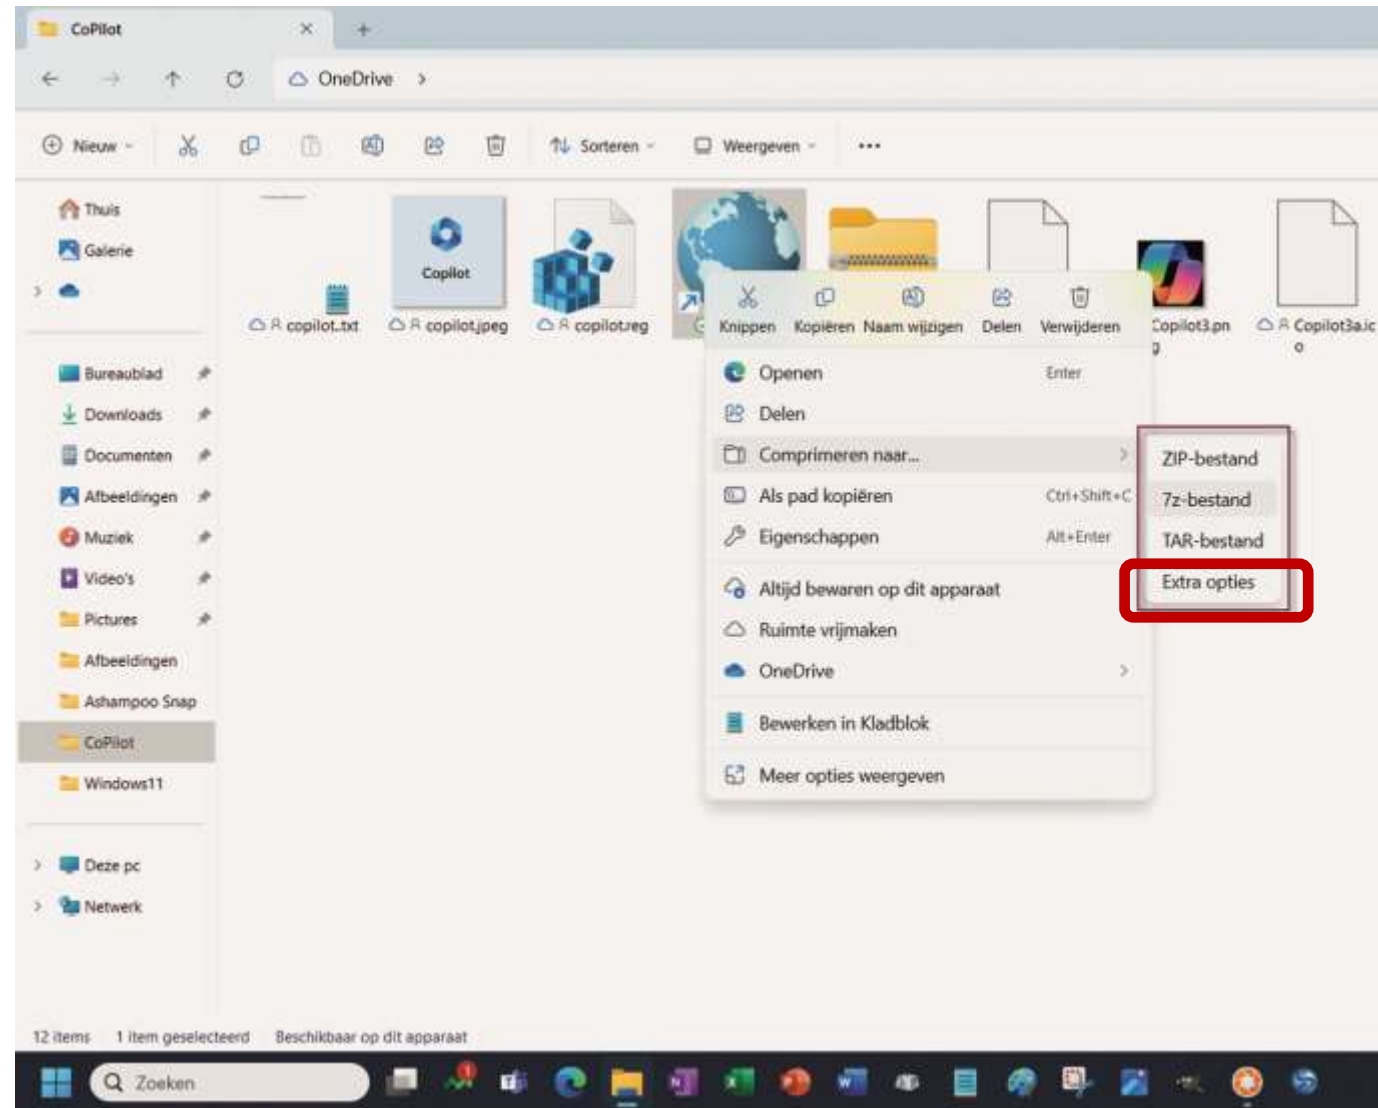 CoPilot
OneDrive
Nieuw
Sorteren
Weergeven
Thuis
Galerie
Bureaublad
Downloads
Documenten
Afbeeldingen
Muziek
Video's
Pictures
Afbeeldingen
Ashampoo Snap
CoPilot
Windows11
Deze pc
Netwerk
Copilot
copilot.txt
copilot.jpeg
copilot.reg
Copilot3.pn
g
Copilot3a.ic
o
Knippen Kopiëren Naam wijzigen Delen Verwijderen
Openen Enter
Delen
Comprimeren naar...
Als pad kopiëren Ctrl+Shift+C
Eigenschappen Alt+Enter
Altijd bewaren op dit apparaat
Ruimte vrijmaken
OneDrive
Bewerken in Kladblok
Meer opties weergeven
ZIP-bestand
7z-bestand
TAR-bestand
Extra opties
12 items 1 item geselecteerd Beschikbaar op dit apparaat
Zoeken